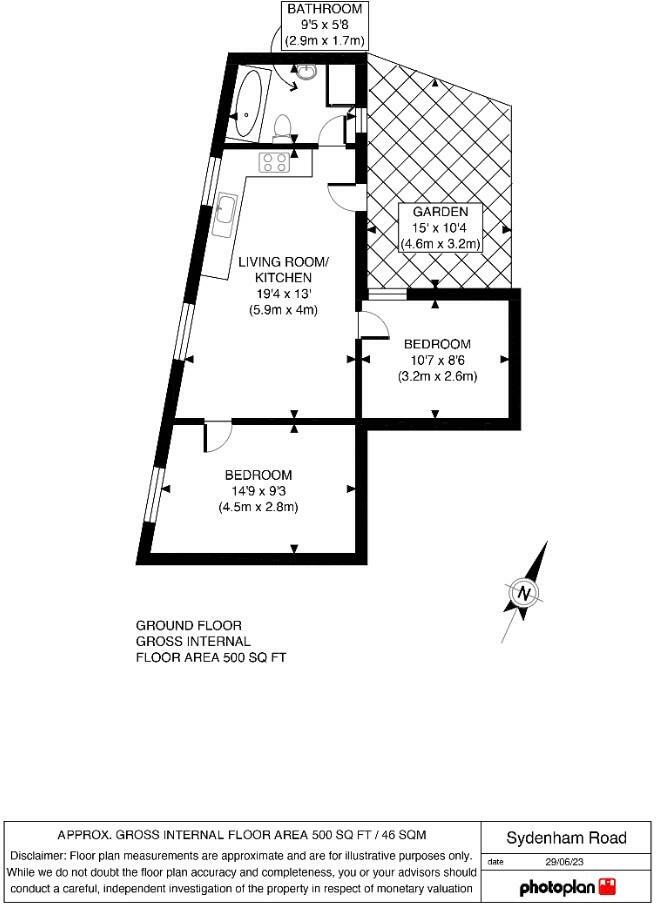 BATHROOM
9'5 x 5'8
(2.9m x 1.7m)
GARDEN
15' x 10'4
(4.6m x 3.2m)
LIVING ROOM/
KITCHEN
19'4 x 13'
(5.9m x 4m)
BEDROOM
10'7 x 8'6
(3.2m x 2.6m)
BEDROOM
14'9 x 9'3
(4.5m x 2.8m)
N
GROUND FLOOR
GROSS INTERNAL
FLOOR AREA 500 SQ FT
APPROX. GROSS INTERNAL FLOOR AREA 500 SQ FT / 46 SQM
Disclaimer: Floor plan measurements are approximate and are for illustrative purposes only.
While we do not doubt the floor plan accuracy and completeness, you or your advisors should
conduct a careful, independent investigation of the property in respect of monetary valuation
Sydenham Road
date 29/06/23
photoplan